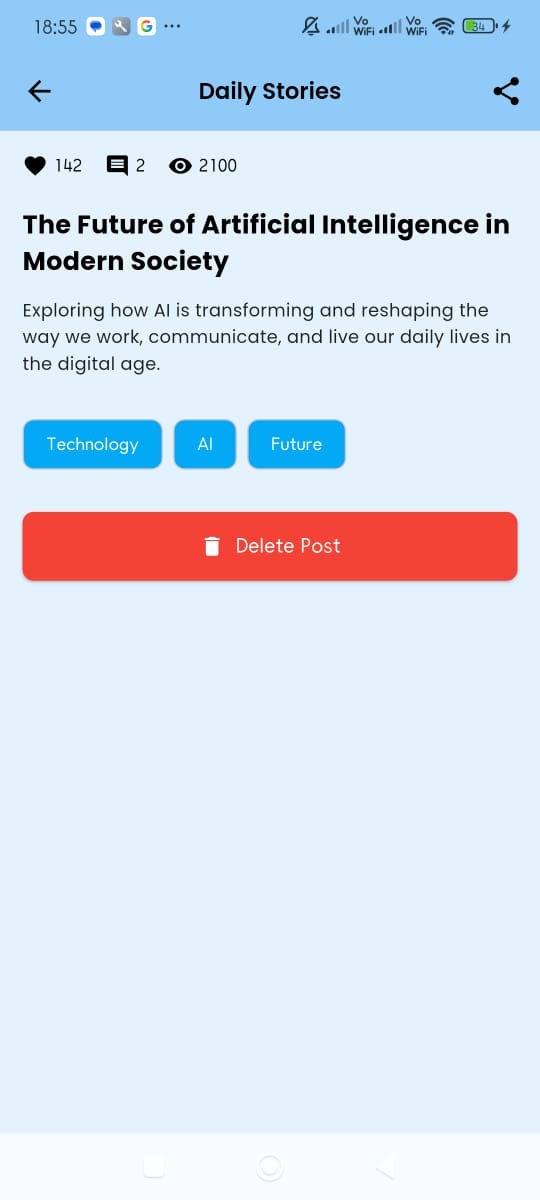 18:55 G ... Vo WiFi Vo WiFi 34
Daily Stories
142 2 2100
The Future of Artificial Intelligence in
Modern Society
Exploring how AI is transforming and reshaping the
way we work, communicate, and live our daily lives in
the digital age.
Technology AI Future
Delete Post